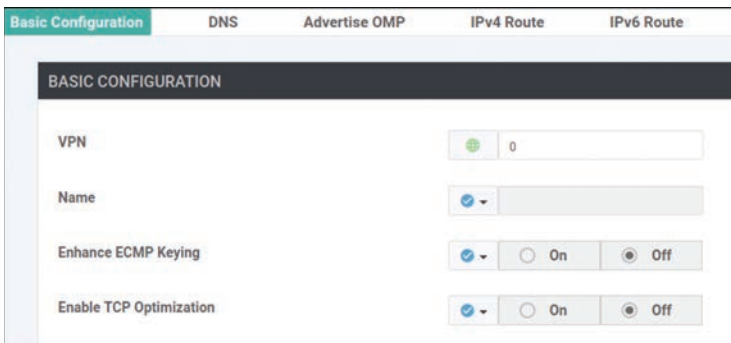 Basic Configuration DNS Advertise OMP IPv4 Route IPv6 Route
BASIC CONFIGURATION
VPN 0
Name
Enhance ECMP Keying On Off
Enable TCP Optimization On Off